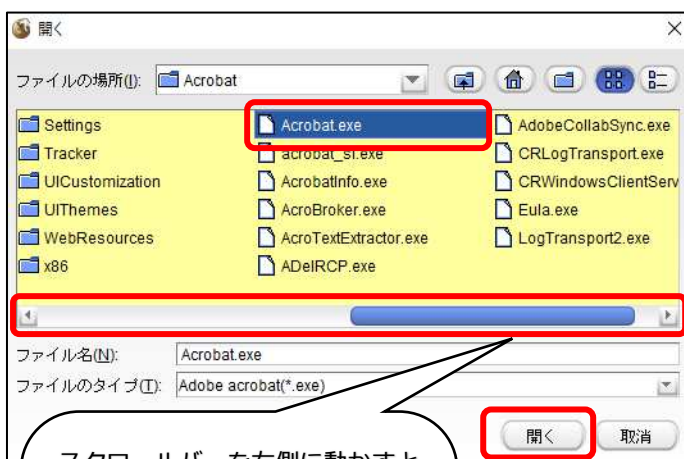 開く
ファイルの場所(I): Acrobat
Settings
Tracker
UICustomization
UIThemes
WebResources
x86
Acrobat.exe
acrobat_sl.exe
AcrobatInfo.exe
AcroBroker.exe
AcroTextExtractor.exe
ADelRCP.exe
AdobeCollabSync.exe
CRLogTransport.exe
CRWindowsClientServ
Eula.exe
LogTransport2.exe
ファイル名(N): Acrobat.exe
ファイルのタイプ(T): Adobe acrobat(*.exe)
開く 取消
スクロールバーを右側に動かすと